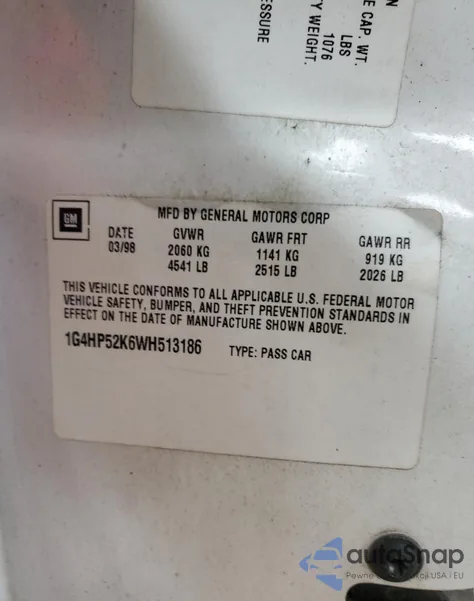 N
E CAP. WT.
LBS
1076
Y WEIGHT.
ESSURE
GM
MFD BY GENERAL MOTORS CORP
DATE GVWR GAWR FRT GAWR RR
03/98 2060 KG 1141 KG 919 KG
4541 LB 2515 LB 2026 LB
THIS VEHICLE CONFORMS TO ALL APPLICABLE U.S. FEDERAL MOTOR
VEHICLE SAFETY, BUMPER, AND THEFT PREVENTION STANDARDS IN
EFFECT ON THE DATE OF MANUFACTURE SHOWN ABOVE.
1G4HP52K6WH513186 TYPE: PASS CAR
autoSnap
Pewne USA i EU